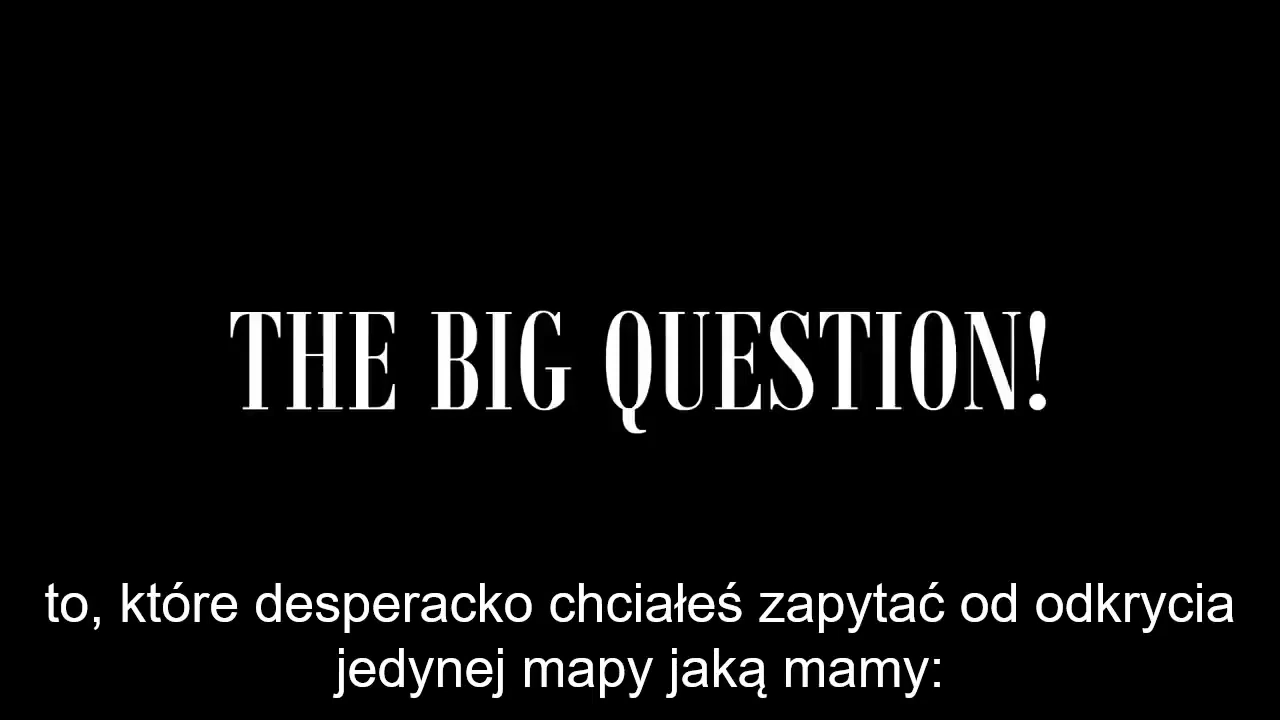 THE BIG QUESTION!
to, które desperacko chciałeś zapytać od odkrycia
jedynej mapy jaką mamy: